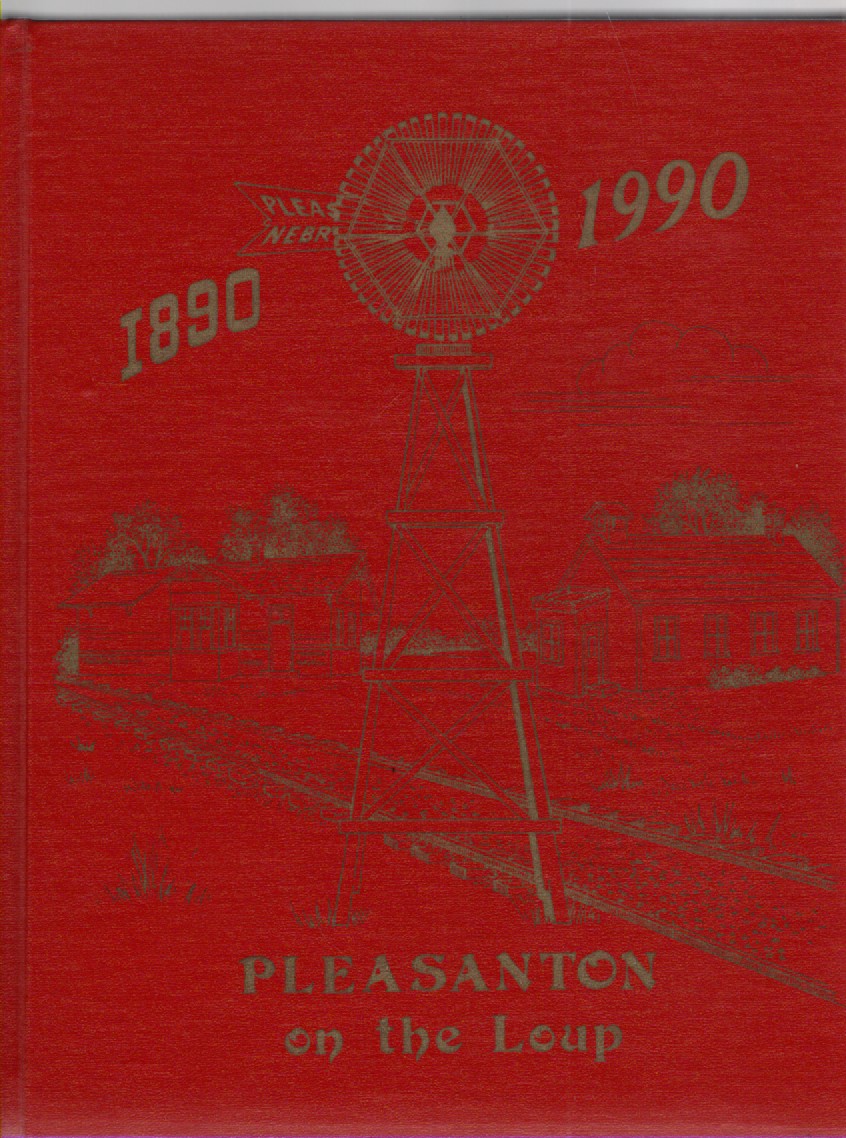 1990
PLEAS
NEBR
1890
PLEASANTON
on the Loup